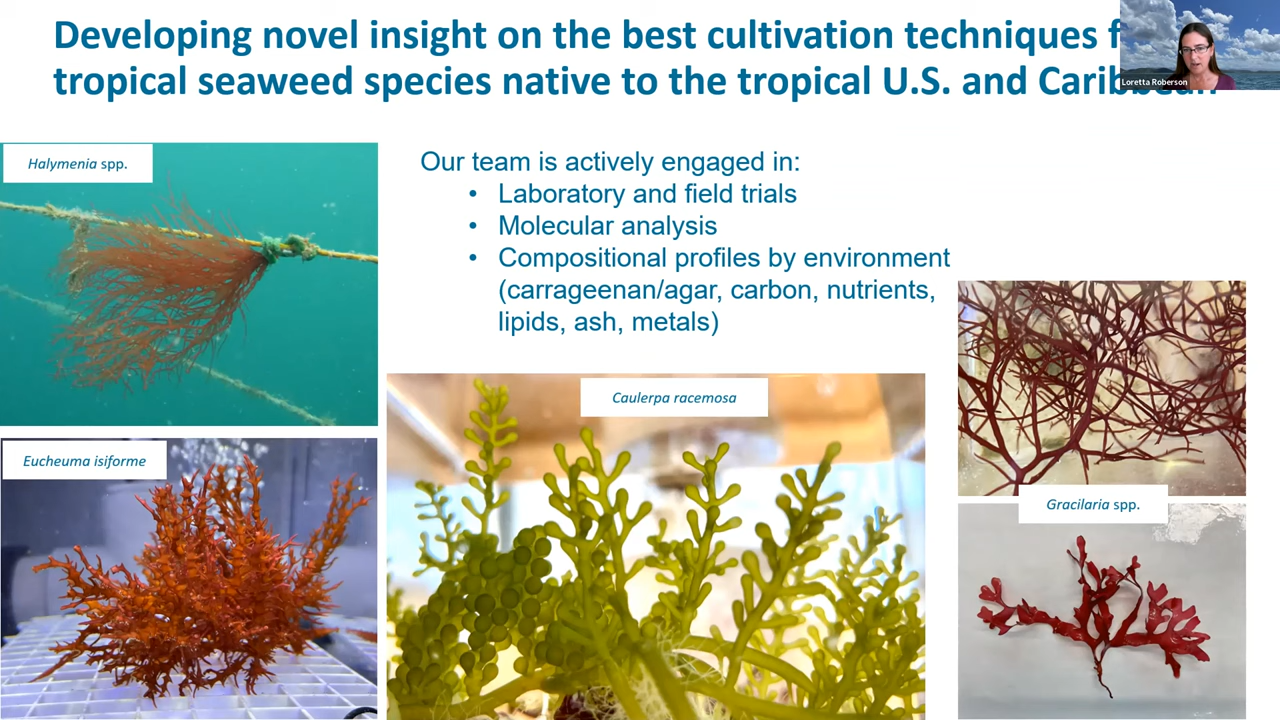 Developing novel insight on the best cultivation techniques
tropical seaweed species native to the tropical U.S. and Caribbean
Loretta Roberson
Halymenia spp.
Our team is actively engaged in:
• Laboratory and field trials
• Molecular analysis
• Compositional profiles by environment
(carrageenan/agar, carbon, nutrients,
lipids, ash, metals)
Caulerpa racemosa
Eucheuma isiforme
Gracilaria spp.